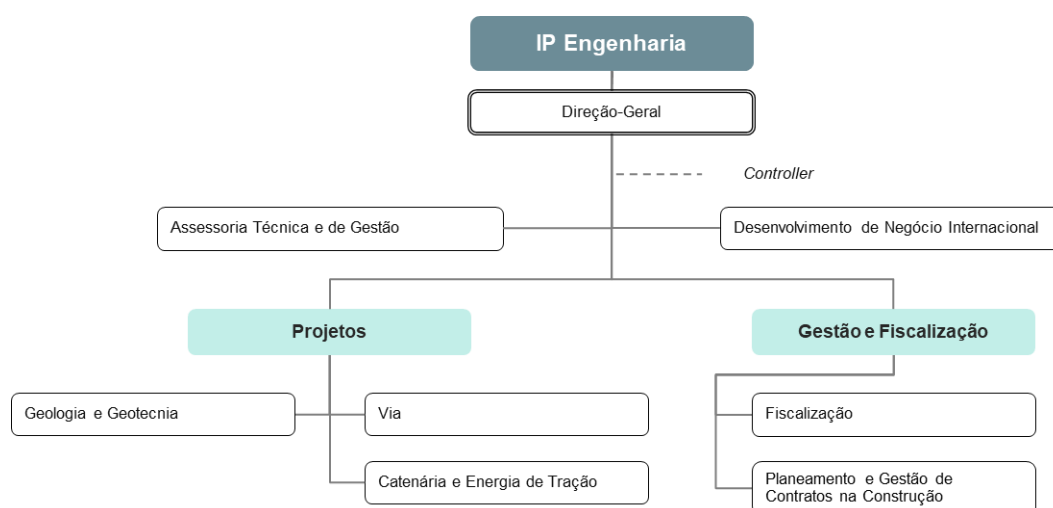 IP Engenharia
Direção-Geral
Controller
Assessoria Técnica e de Gestão
Desenvolvimento de Negócio Internacional
Projetos
Gestão e Fiscalização
Geologia e Geotecnia
Via
Fiscalização
Catenária e Energia de Tração
Planeamento e Gestão de
Contratos na Construção